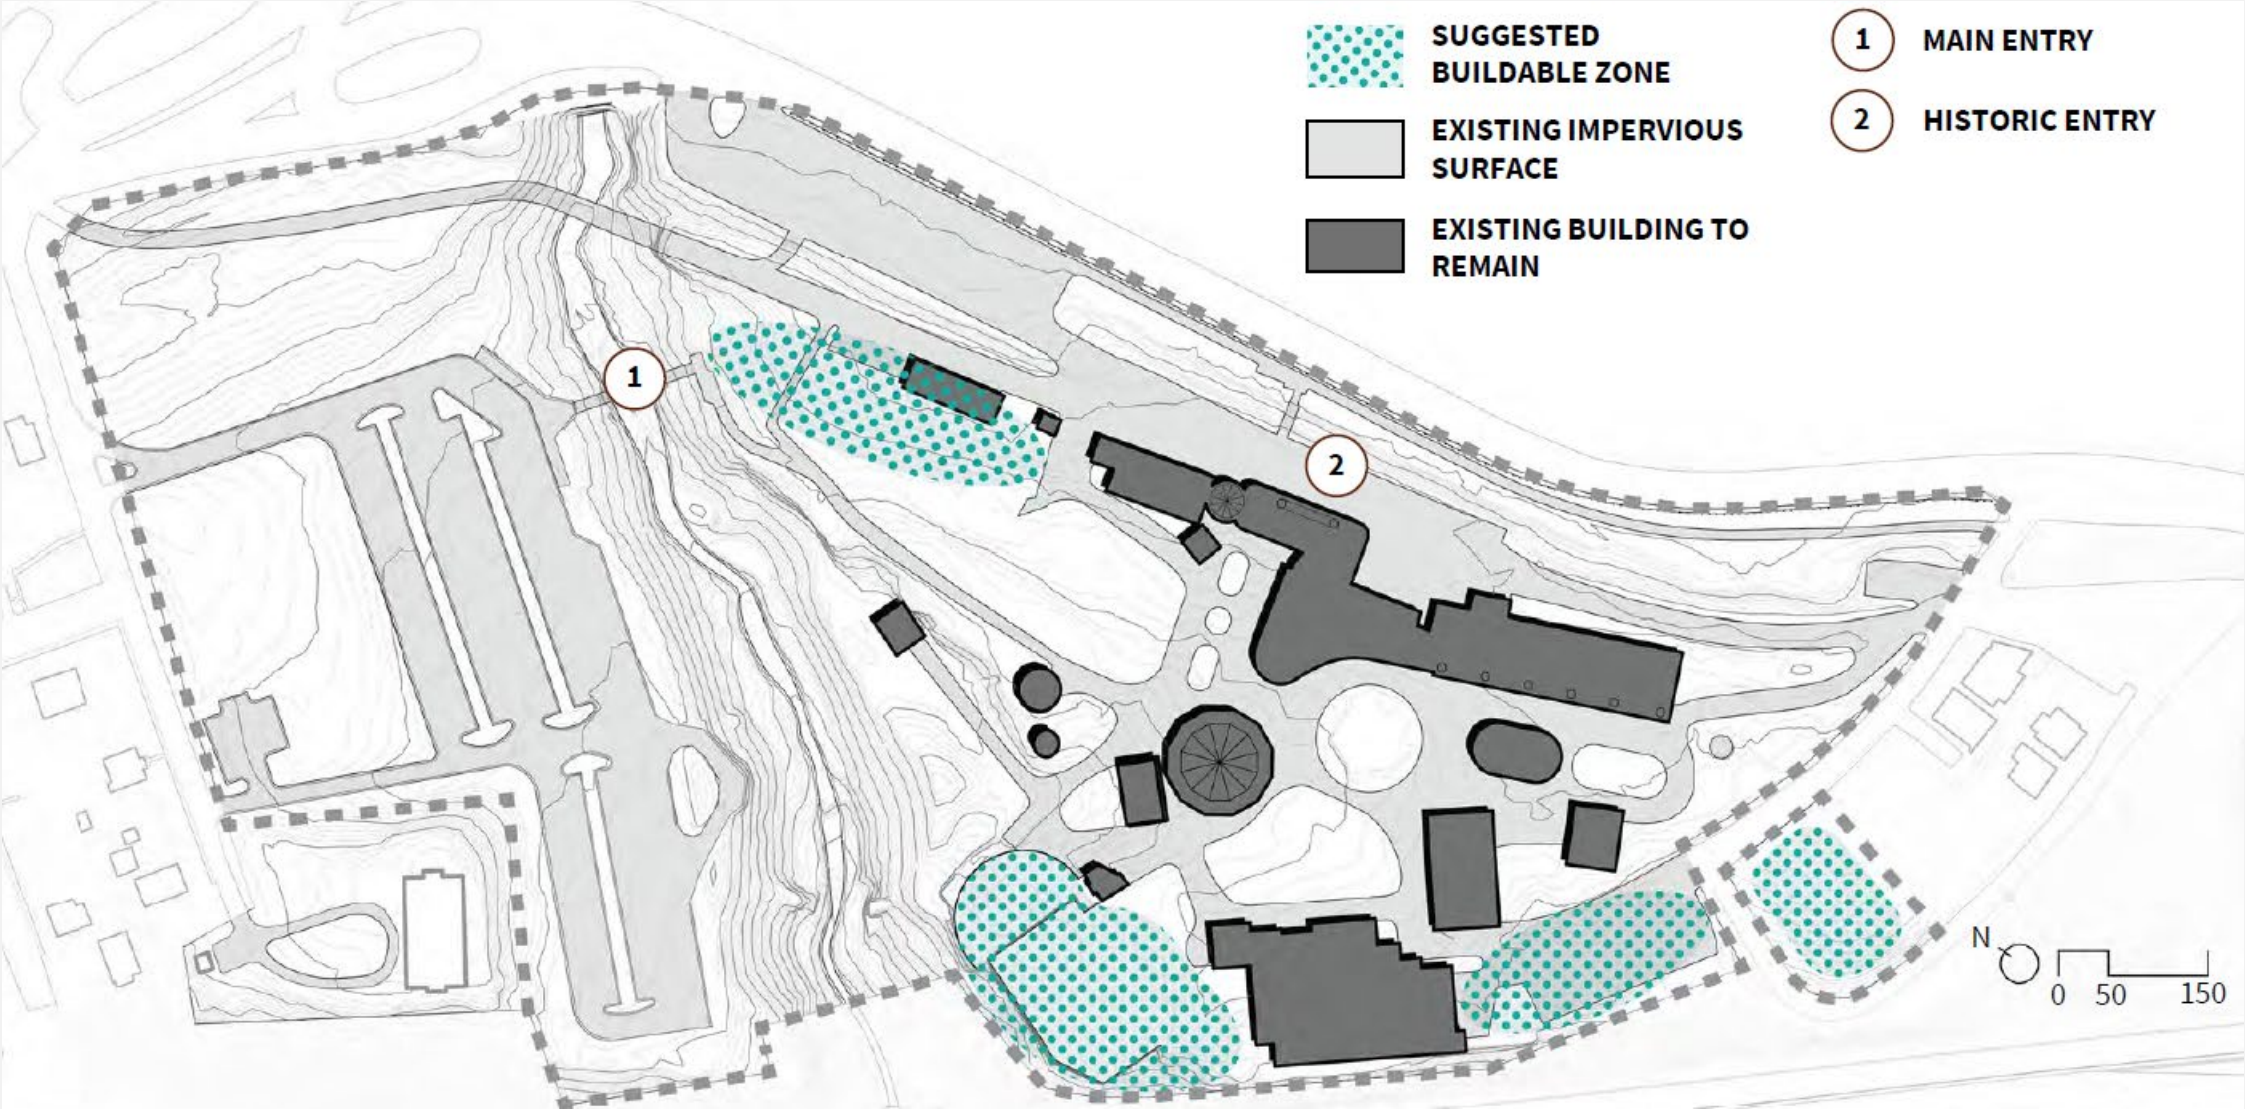 SUGGESTED
BUILDABLE ZONE
EXISTING IMPERVIOUS
SURFACE
EXISTING BUILDING TO
REMAIN
1 MAIN ENTRY
2 HISTORIC ENTRY
1
2
N
0 50 150